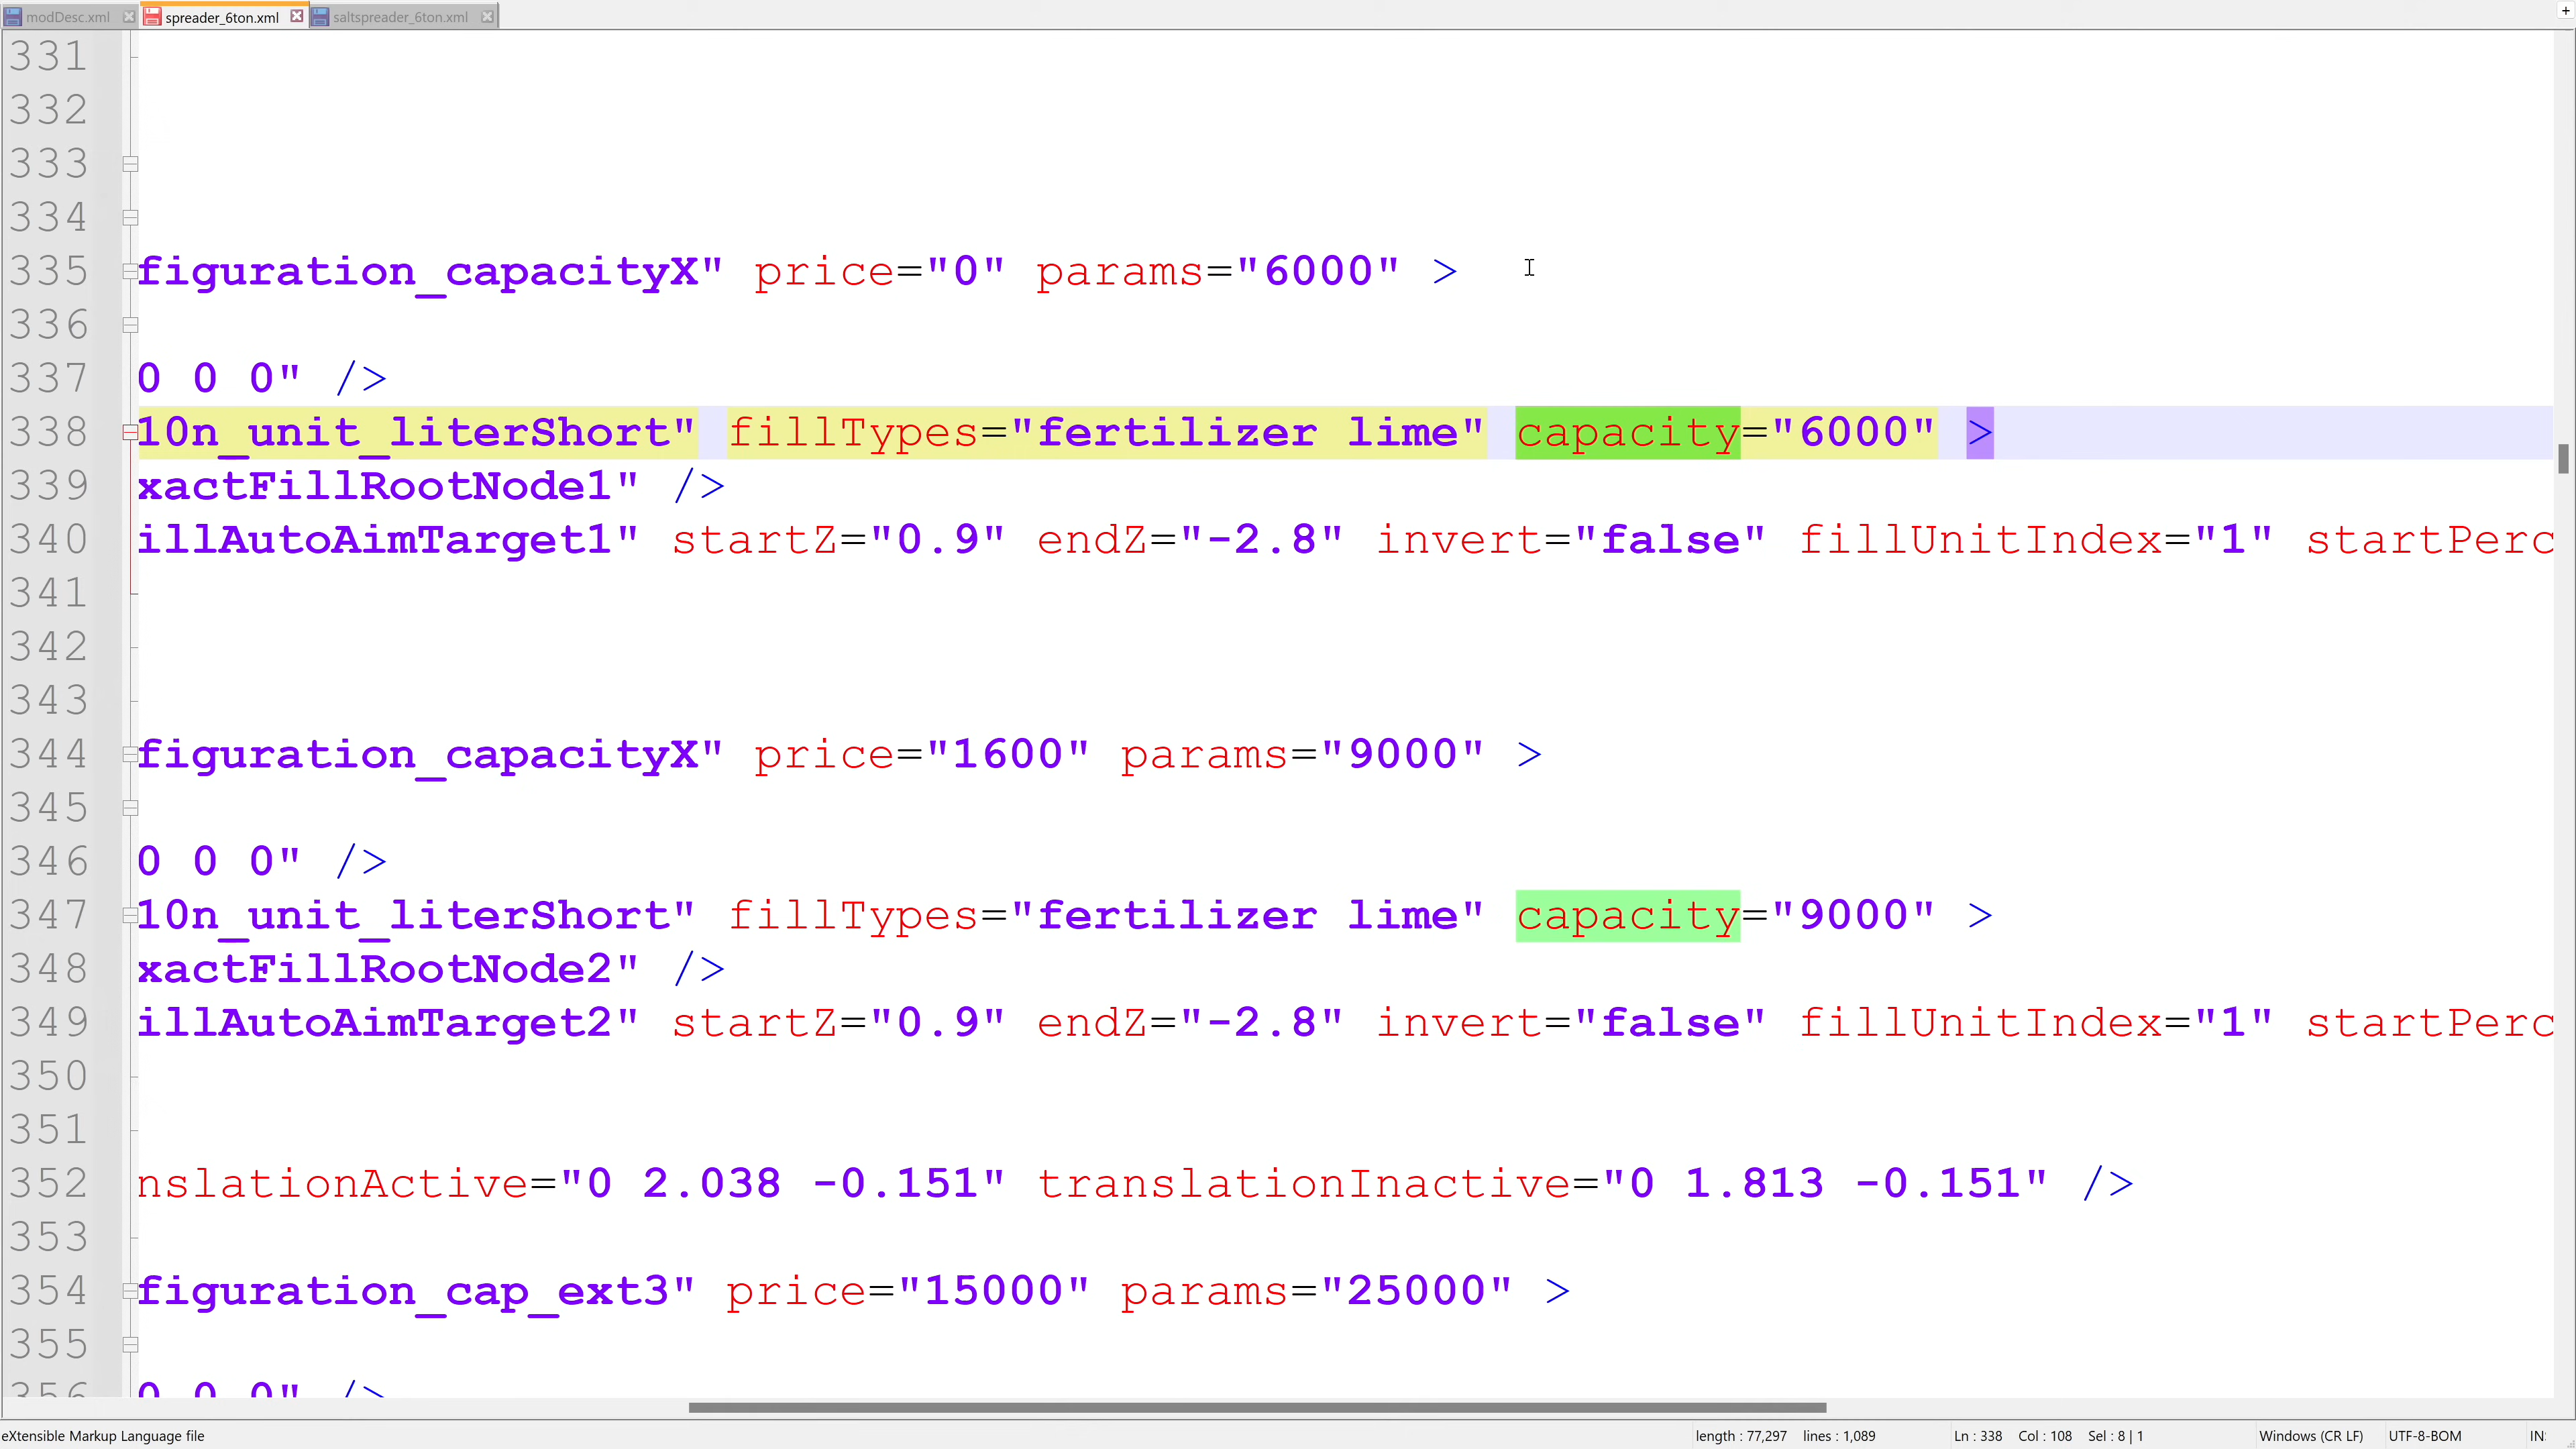 modDesc.xml spreader_6ton.xml saltspreader_6ton.xml +
331
332
333
334
335 figuration_capacityX" price="0" params="6000" >
336
337 0 0 0" />
338 10n_unit_literShort" fillTypes="fertilizer lime" capacity="6000" >
339 xactFillRootNode1" />
340 illAutoAimTarget1" startZ="0.9" endZ="-2.8" invert="false" fillUnitIndex="1" startPerc
341
342
343
344 figuration_capacityX" price="1600" params="9000" >
345
346 0 0 0" />
347 10n_unit_literShort" fillTypes="fertilizer lime" capacity="9000" >
348 xactFillRootNode2" />
349 illAutoAimTarget2" startZ="0.9" endZ="-2.8" invert="false" fillUnitIndex="1" startPerc
350
351
352 nslationActive="0 2.038 -0.151" translationInactive="0 1.813 -0.151" />
353
354 figuration_cap_ext3" price="15000" params="25000" >
355
356 0 0 0" />
eXtensible Markup Language file length : 77,297 lines : 1,089 Ln : 338 Col : 108 Sel : 8 | 1 Windows (CR LF) UTF-8-BOM IN